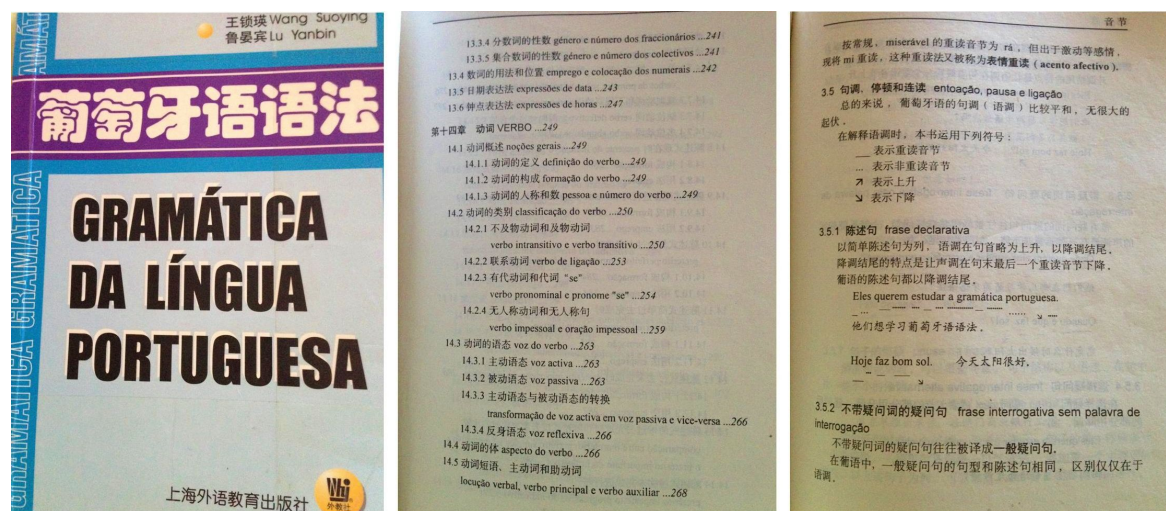 王锁瑛 Wang Suoying
鲁晏宾 Lu Yanbin
葡萄牙语语法
GRAMÁTICA
DA LÍNGUA
PORTUGUESA
GRAMÁTICA GRAMÁTICA
上海外语教育出版社
外教社
13.3.4 分数词的性数 género e número dos fraccionários ...241
13.3.5 集合数词的性数 género e número dos colectivos ...241
13.4 数词的用法和位置 emprego e colocação dos numerais ...242
13.5 日期表达法 expressões de data ...243
13.6 钟点表达法 expressões de horas ...247
第十四章 动词 VERBO ...249
14.1 动词概述 noções gerais ...249
14.1.1 动词的定义 definição do verbo ...249
14.1.2 动词的构成 formação do verbo ...249
14.1.3 动词的人称和数 pessoa e número do verbo ...249
14.2 动词的类别 classificação do verbo ...250
14.2.1 不及物动词和及物动词
verbo intransitivo e verbo transitivo ...250
14.2.2 联系动词 verbo de ligação ...253
14.2.3 有代动词和代词 "se"
verbo pronominal e pronome "se" ...254
14.2.4 无人称动词和无人称句
verbo impessoal e oração impessoal ...259
14.3 动词的语态 voz do verbo ...263
14.3.1 主动语态 voz activa ...263
14.3.2 被动语态 voz passiva ...263
14.3.3 主动语态与被动语态的转换
transformação de voz activa em voz passiva e vice-versa ...266
14.3.4 反身语态 voz reflexiva ...266
14.4 动词的体 aspecto do verbo ...266
14.5 动词短语、主动词和助动词
locução verbal, verbo principal e verbo auxiliar ...268
音节
按常规，miserável 的重读音节为 rá，但出于激动等感情，
现将 mi 重读，这种重读法又被称为表情重读（acento afectivo）。
3.5 句调、停顿和连读 entoação, pausa e ligação
总的来说，葡萄牙语的句调（语调）比较平和，无很大的
起伏。
在解释语调时，本书运用下列符号：
__ 表示重读音节
... 表示非重读音节
↗ 表示上升
↘ 表示下降
3.5.1 陈述句 frase declarativa
以简单陈述句为列，语调在句首略为上升，以降调结尾。
降调结尾的特点是让声调在句末最后一个重读音节下降。
葡语的陈述句都以降调结尾。
Eles querem estudar a gramática portuguesa.
他们想学习葡萄牙语语法。
Hoje faz bom sol. 今天太阳很好。
3.5.2 不带疑问词的疑问句 frase interrogativa sem palavra de
interrogação
不带疑问词的疑问句往往被译成一般疑问句。
在葡语中，一般疑问句的句型和陈述句相同，区别仅仅在于
语调。